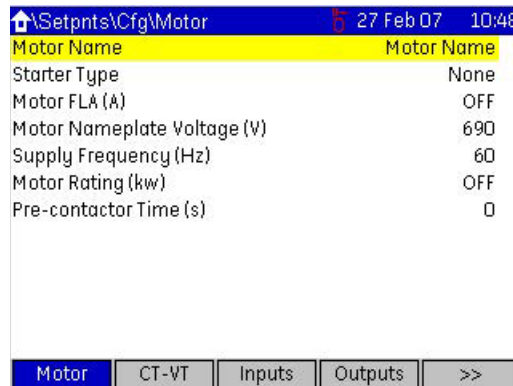 \Setpnts\Cfg\Motor 27 Feb 07 10:48
Motor Name Motor Name
Starter Type None
Motor FLA (A) OFF
Motor Nameplate Voltage (V) 690
Supply Frequency (Hz) 60
Motor Rating (kw) OFF
Pre-contactor Time (s) 0
Motor CT-VT Inputs Outputs >>